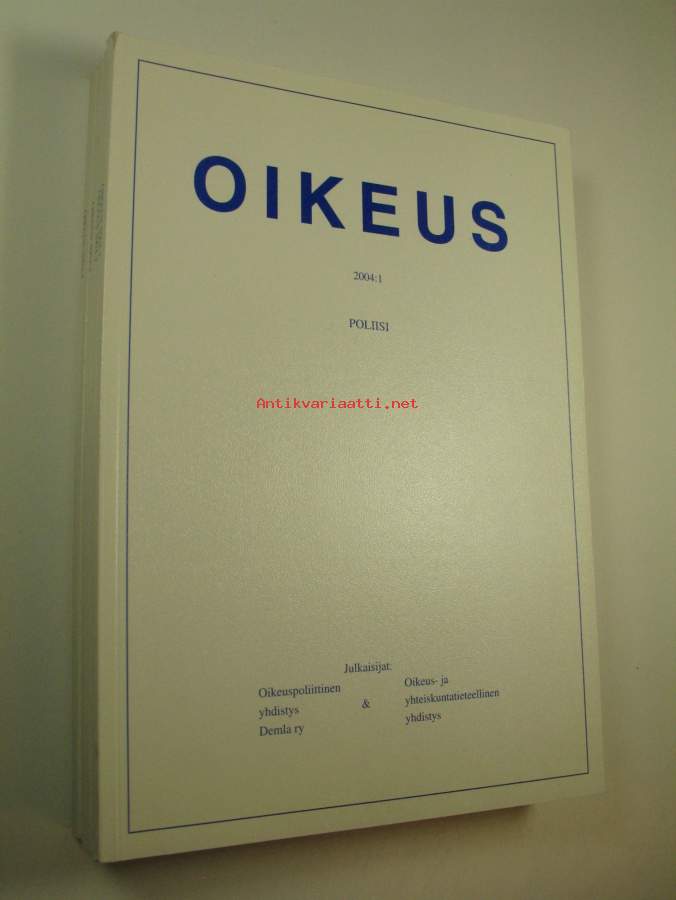 OIKEUS
2004:1
POLIISI
Antikvariaatti.net
Julkaisijat:
Oikeuspoliittinen
yhdistys
Demla ry
&
Oikeus- ja
yhteiskuntatieteellinen
yhdistys